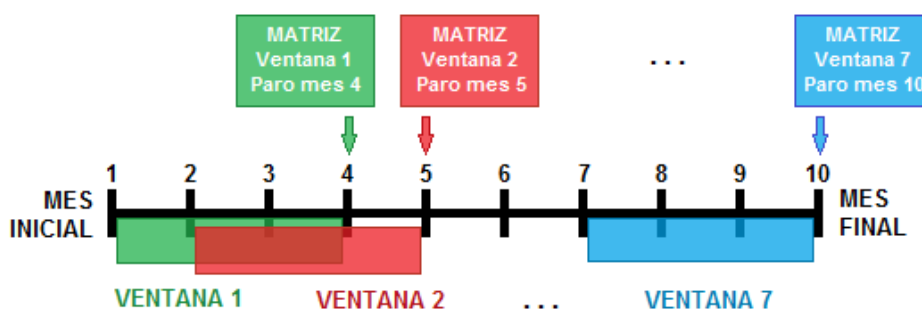 MATRIZ
Ventana 1
Paro mes 4
MATRIZ
Ventana 2
Paro mes 5
. . .
MATRIZ
Ventana 7
Paro mes 10
1 2 3 4 5 6 7 8 9 10
MES
INICIAL
MES
FINAL
VENTANA 1
VENTANA 2
. . .
VENTANA 7